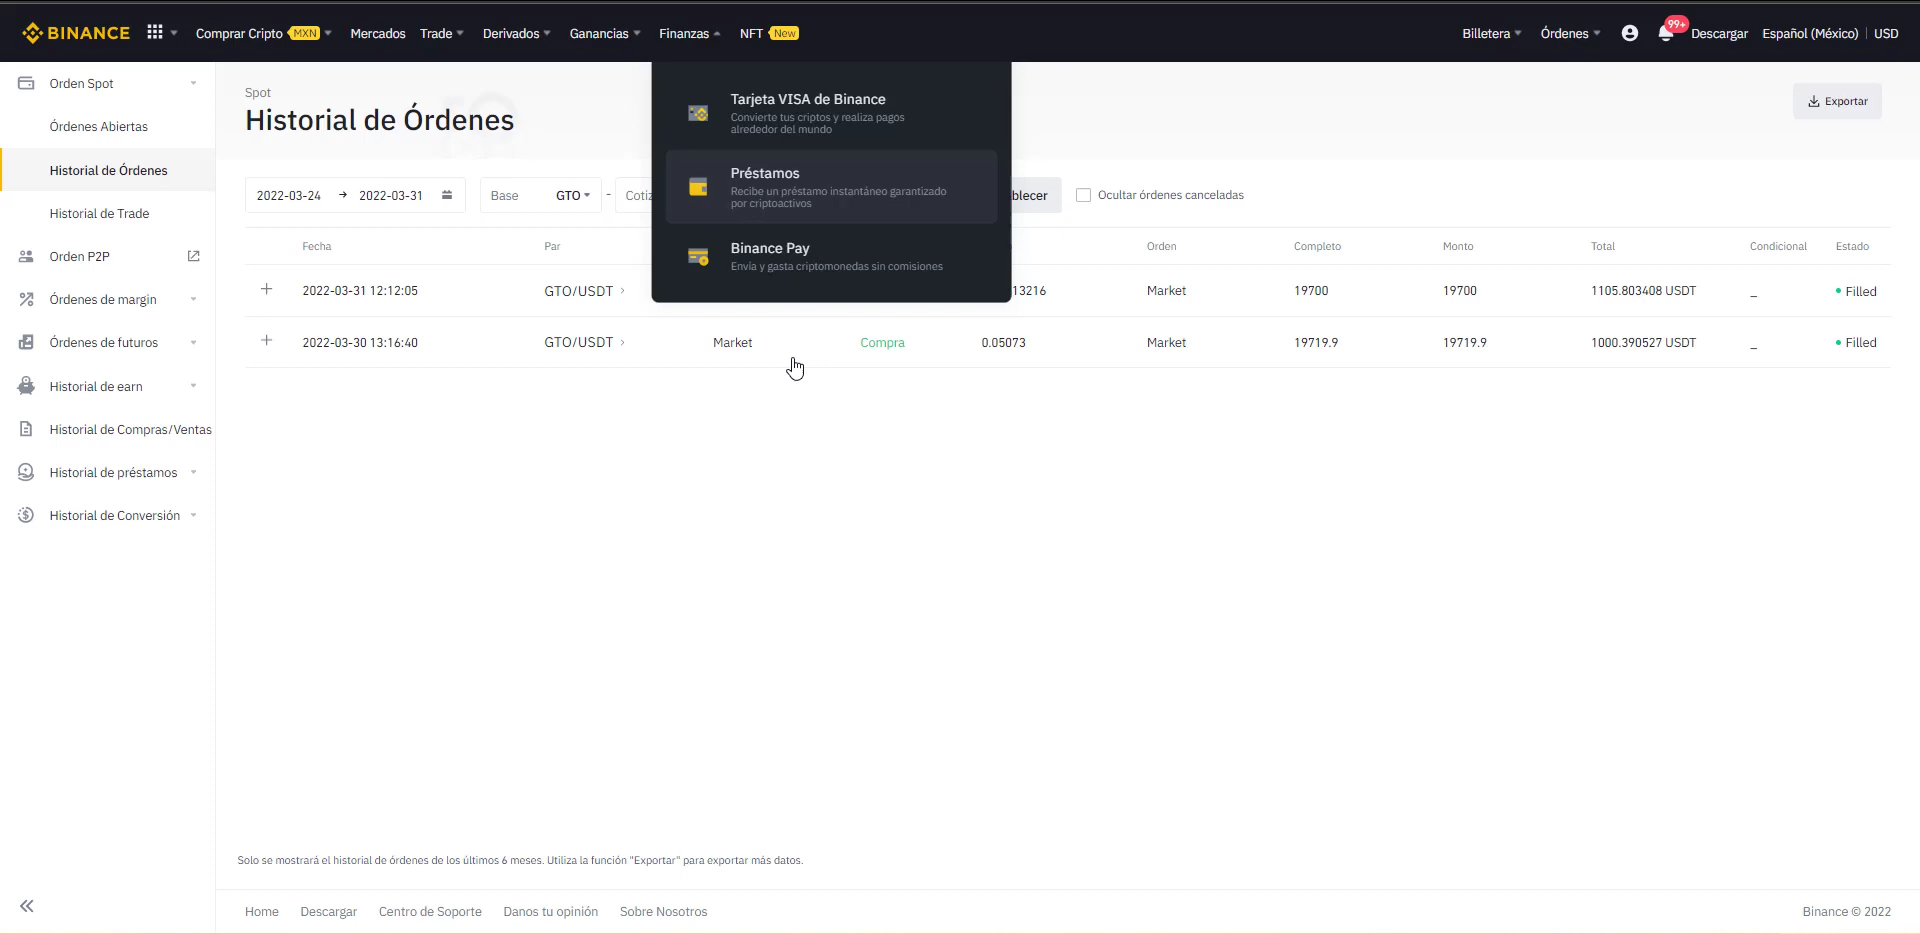 BINANCE
Comprar Cripto MXN
Mercados
Trade
Derivados
Ganancias
Finanzas
NFT New
Billetera
Órdenes
99+
Descargar
Español (México)
USD
Orden Spot
Órdenes Abiertas
Historial de Órdenes
Historial de Trade
Orden P2P
Órdenes de margin
Órdenes de futuros
Historial de earn
Historial de Compras/Ventas
Historial de préstamos
Historial de Conversión
Spot
Historial de Órdenes
Exportar
Tarjeta VISA de Binance
Convierte tus criptos y realiza pagos
alrededor del mundo
Préstamos
Recibe un préstamo instantáneo garantizado
por criptoactivos
Binance Pay
Envía y gasta criptomonedas sin comisiones
2022-03-24 → 2022-03-31
Base GTO - Cotiz
blecer
Ocultar órdenes canceladas
Fecha Par Orden Completo Monto Total Condicional Estado
2022-03-31 12:12:05 GTO/USDT 13216 Market 19700 19700 1105.803408 USDT _ Filled
2022-03-30 13:16:40 GTO/USDT Market Compra 0.05073 Market 19719.9 19719.9 1000.390527 USDT _ Filled
Solo se mostrará el historial de órdenes de los últimos 6 meses. Utiliza la función "Exportar" para exportar más datos.
Home Descargar Centro de Soporte Danos tu opinión Sobre Nosotros
Binance © 2022